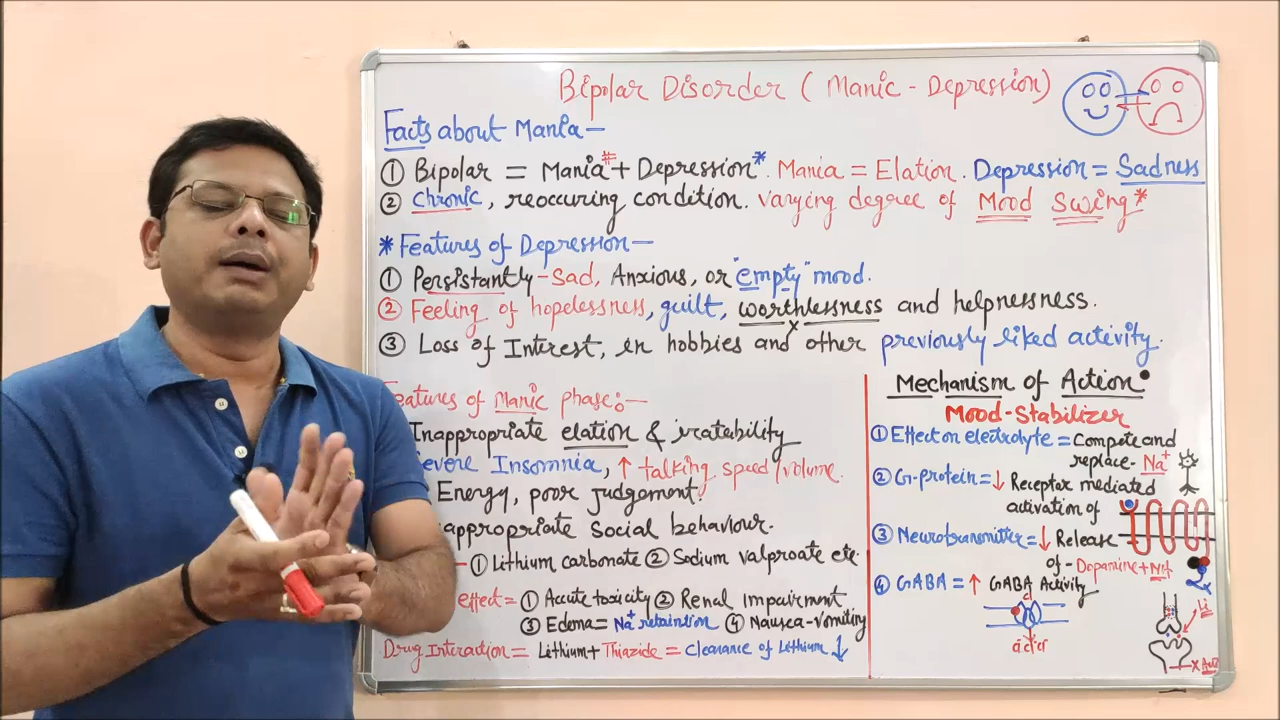 Bipolar Disorder ( Manic - Depression)
Facts about Mania —
① Bipolar = Mania# + Depression*. Mania = Elation. Depression = Sadness
② Chronic, reoccuring condition. varying degree of Mood Swing*
* Features of Depression —
① Persistantly - Sad, Anxious, or "empty" mood.
② Feeling of hopelessness, guilt, worthlessness and helpnessness.
③ Loss of Interest, in hobbies and other previously liked activity.
Features of Manic phase:—
Inappropriate elation & iratability
Severe Insomnia, ↑ talking speed/volume.
Energy, poor judgement.
appropriate social behaviour.
① Lithium carbonate ② Sodium valproate etc.
effect = ① Acute toxicity ② Renal Impairment
③ Edema = Na+ retaintion ④ Nausea-vomiting
Drug Interaction = Lithium + Thiazide = clearance of Lithium ↓
Mechanism of Action
Mood-Stabilizer
① Effect on electrolyte = Compete and
replace - Na+
② G-protein = ↓ Receptor mediated
activation of
③ Neurotransmitter = ↓ Release
of - Dopamine +
④ GABA = ↑ GABA Activity
cl
Li